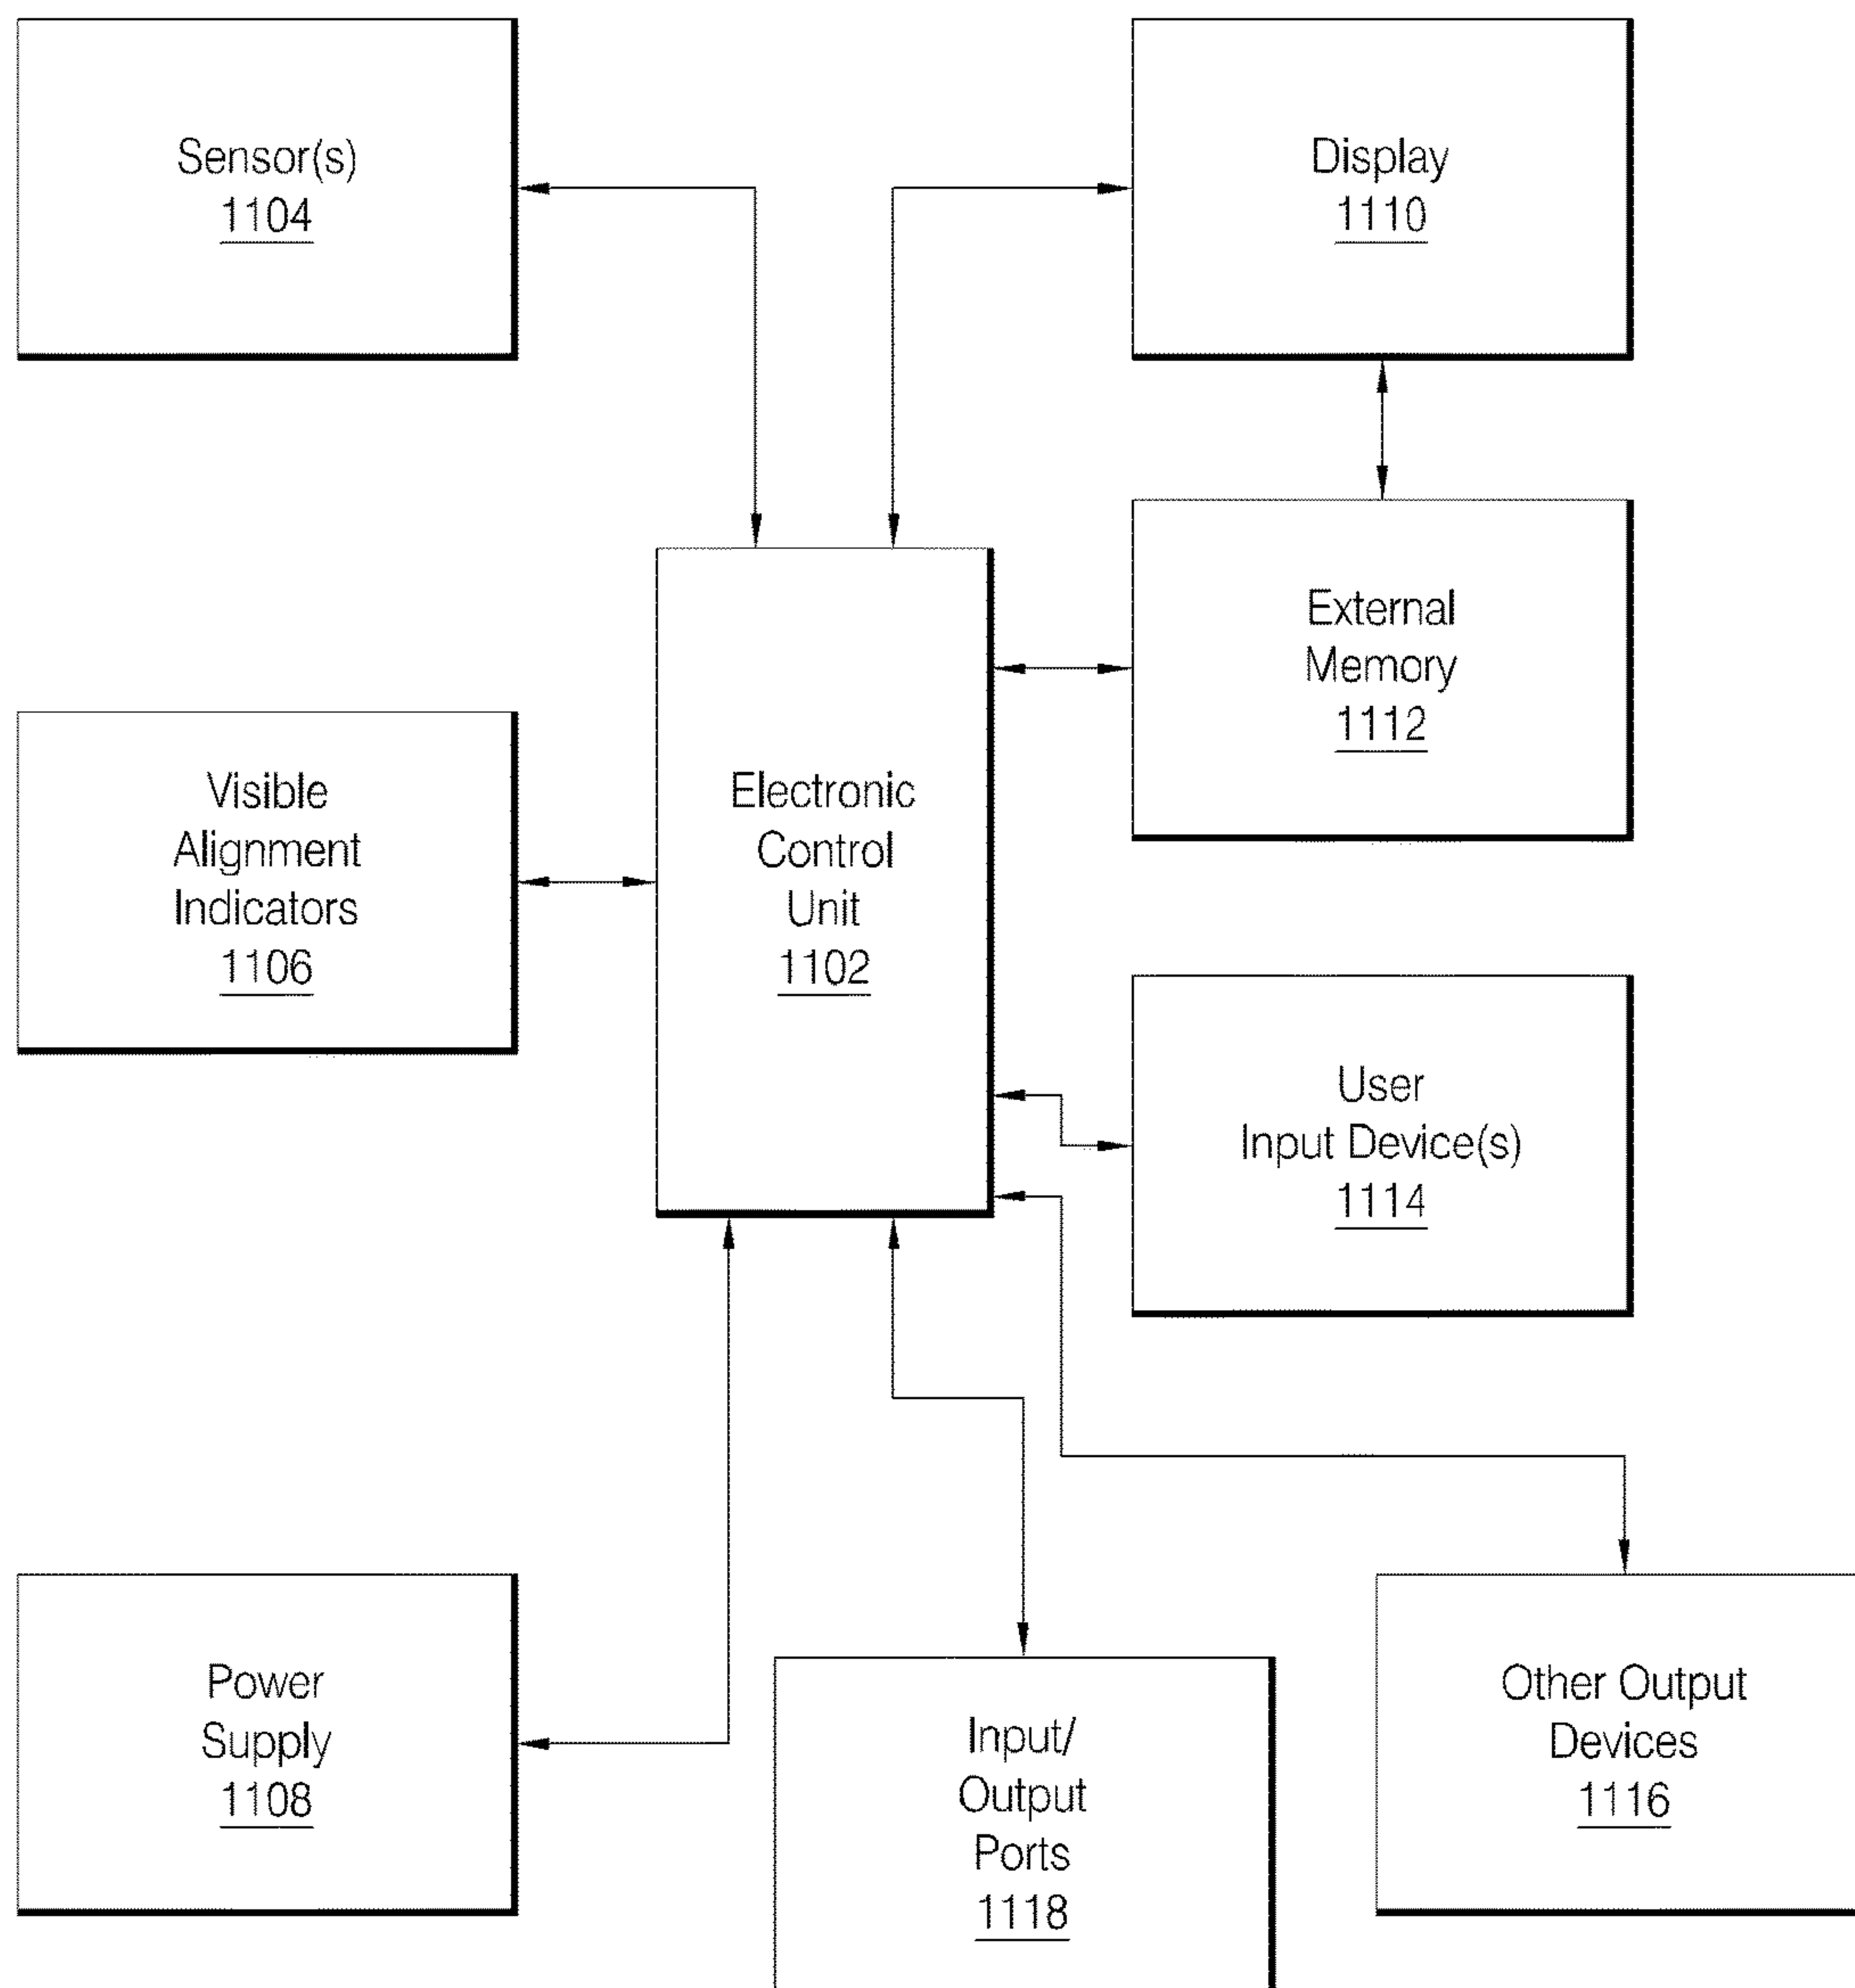 Sensor(s)
1104
Display
1110
External
Memory
1112
Visible
Alignment
Indicators
1106
Electronic
Control
Unit
1102
User
Input Device(s)
1114
Power
Supply
1108
Input/
Output
Ports
1118
Other Output
Devices
1116